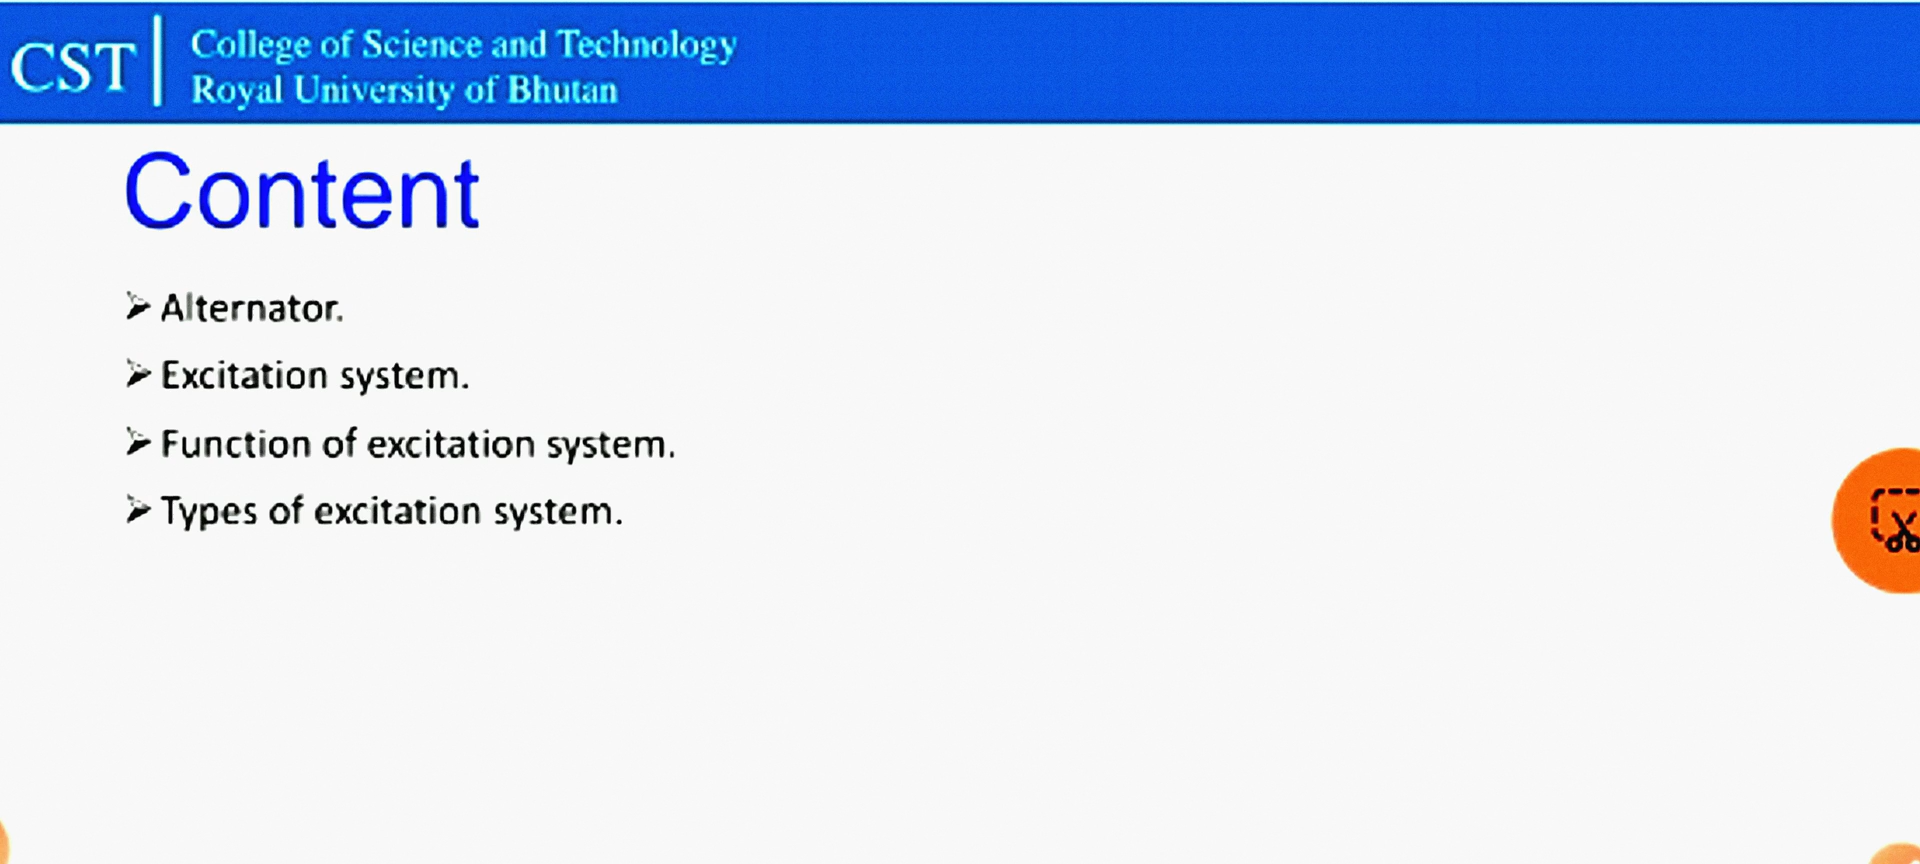 CST
College of Science and Technology
Royal University of Bhutan
Content
➢ Alternator.
➢ Excitation system.
➢ Function of excitation system.
➢ Types of excitation system.